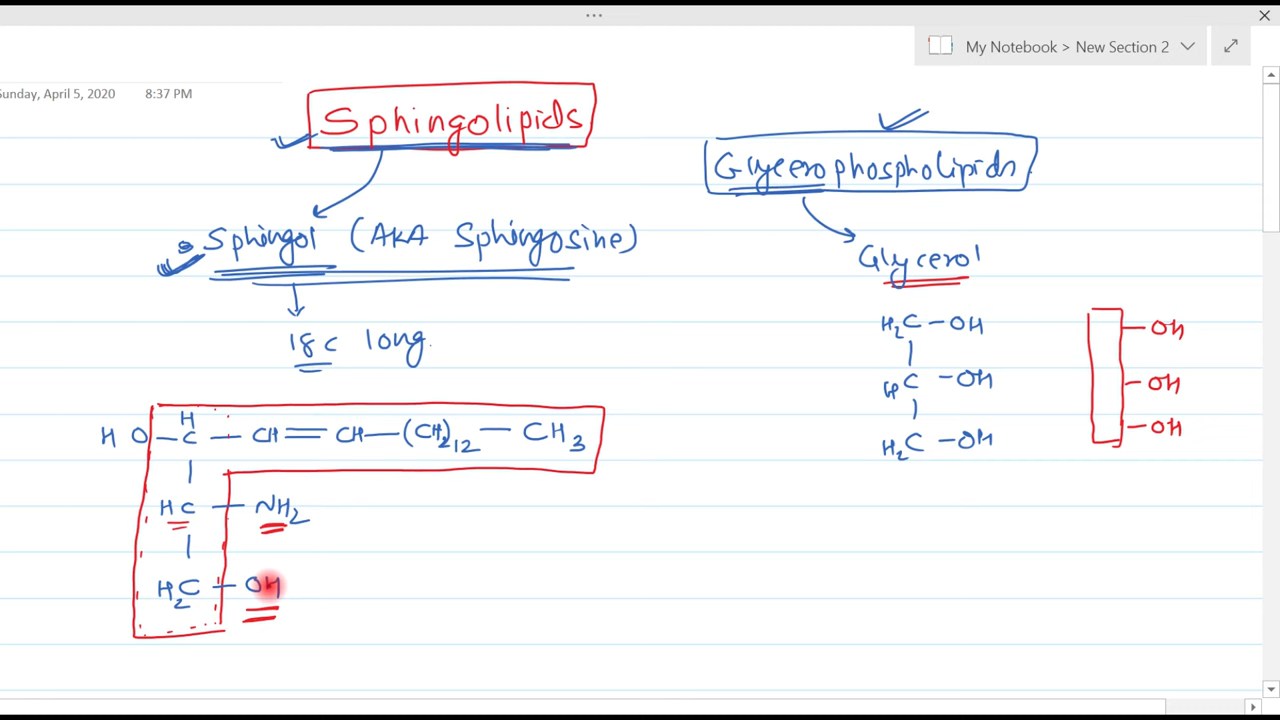 My Notebook > New Section 2
Sunday, April 5, 2020 8:37 PM
Sphingolipids
Glycerophospholipids
Sphingol (AKA Sphingosine)
Glycerol
18c long
H2C - OH
HC - OH
H2C - OH
OH
OH
OH
H
HO - C - CH = CH - (CH2)12 - CH3
HC - NH2
H2C - OH